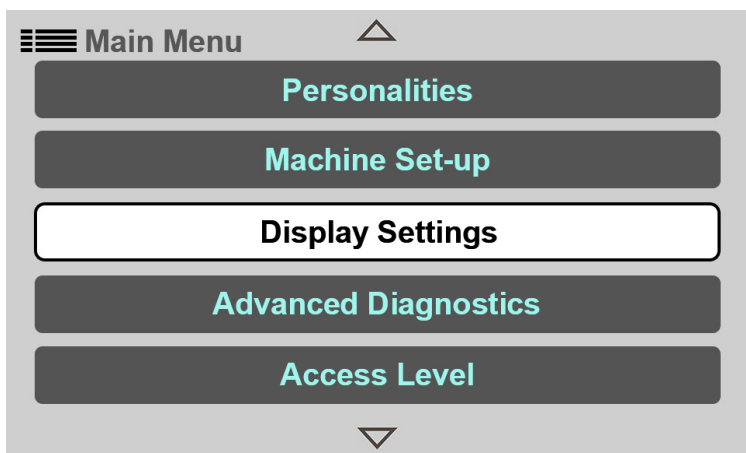 Main Menu
Personalities
Machine Set-up
Display Settings
Advanced Diagnostics
Access Level